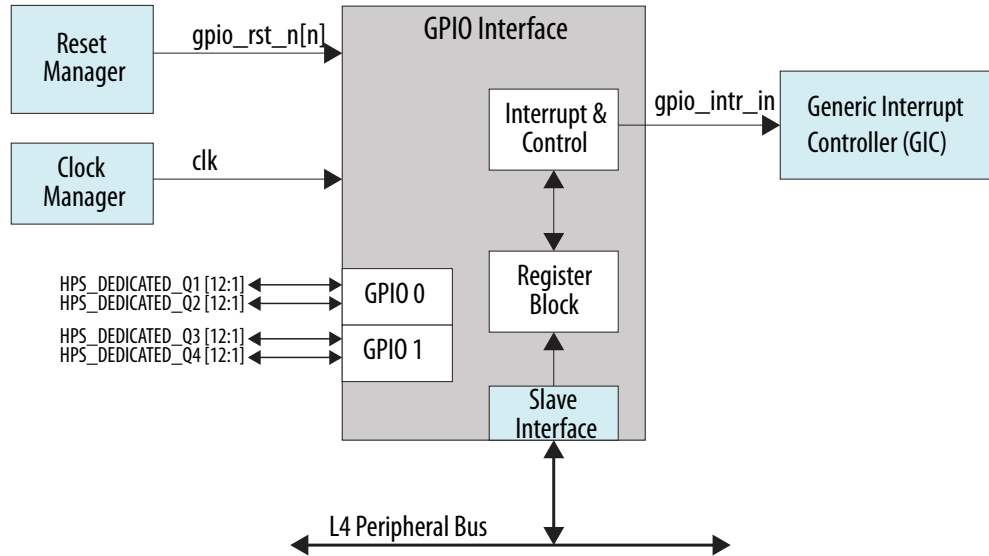 Reset
Manager
gpio_rst_n[n]
GPIO Interface
Clock
Manager
clk
Interrupt &
Control
gpio_intr_in
Generic Interrupt
Controller (GIC)
HPS_DEDICATED_Q1 [12:1]
HPS_DEDICATED_Q2 [12:1]
GPIO 0
HPS_DEDICATED_Q3 [12:1]
HPS_DEDICATED_Q4 [12:1]
GPIO 1
Register
Block
Slave
Interface
L4 Peripheral Bus